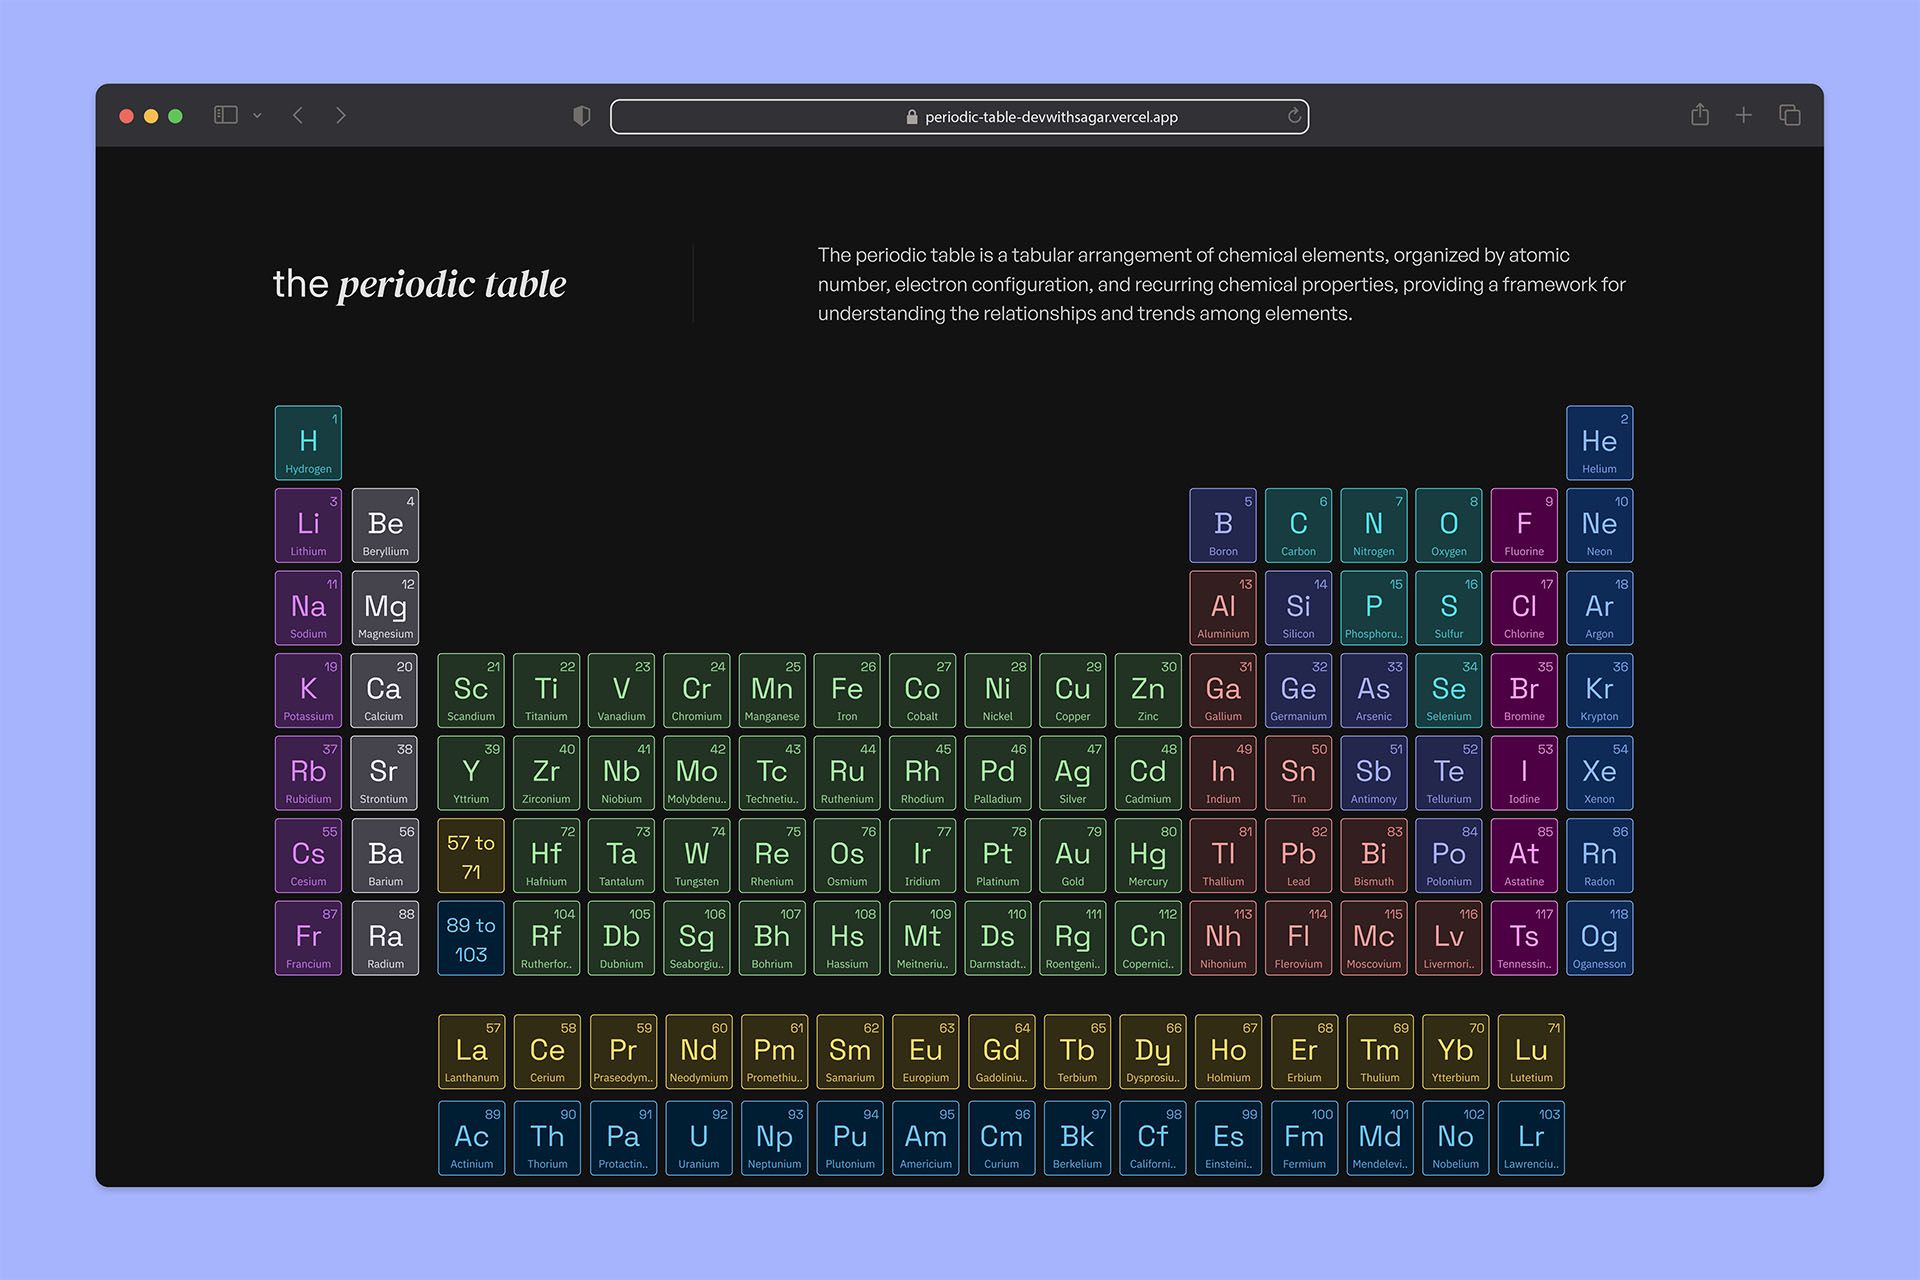 periodic-table-devwithsagar.vercel.app
the periodic table
The periodic table is a tabular arrangement of chemical elements, organized by atomic
number, electron configuration, and recurring chemical properties, providing a framework for
understanding the relationships and trends among elements.
1 2
H He
Hydrogen Helium
3 4 5 6 7 8 9 10
Li Be B C N O F Ne
Lithium Beryllium Boron Carbon Nitrogen Oxygen Fluorine Neon
11 12 13 14 15 16 17 18
Na Mg Al Si P S Cl Ar
Sodium Magnesium Aluminium Silicon Phosphoru.. Sulfur Chlorine Argon
19 20 21 22 23 24 25 26 27 28 29 30 31 32 33 34 35 36
K Ca Sc Ti V Cr Mn Fe Co Ni Cu Zn Ga Ge As Se Br Kr
Potassium Calcium Scandium Titanium Vanadium Chromium Manganese Iron Cobalt Nickel Copper Zinc Gallium Germanium Arsenic Selenium Bromine Krypton
37 38 39 40 41 42 43 44 45 46 47 48 49 50 51 52 53 54
Rb Sr Y Zr Nb Mo Tc Ru Rh Pd Ag Cd In Sn Sb Te I Xe
Rubidium Strontium Yttrium Zirconium Niobium Molybdenu.. Technetiu.. Ruthenium Rhodium Palladium Silver Cadmium Indium Tin Antimony Tellurium Iodine Xenon
55 56 72 73 74 75 76 77 78 79 80 81 82 83 84 85 86
Cs Ba 57 to 71 Hf Ta W Re Os Ir Pt Au Hg Tl Pb Bi Po At Rn
Cesium Barium Hafnium Tantalum Tungsten Rhenium Osmium Iridium Platinum Gold Mercury Thallium Lead Bismuth Polonium Astatine Radon
87 88 104 105 106 107 108 109 110 111 112 113 114 115 116 117 118
Fr Ra 89 to 103 Rf Db Sg Bh Hs Mt Ds Rg Cn Nh Fl Mc Lv Ts Og
Francium Radium Rutherfor.. Dubnium Seaborgiu.. Bohrium Hassium Meitneriu.. Darmstadt.. Roentgeni.. Copernici.. Nihonium Flerovium Moscovium Livermori.. Tennessin.. Oganesson
57 58 59 60 61 62 63 64 65 66 67 68 69 70 71
La Ce Pr Nd Pm Sm Eu Gd Tb Dy Ho Er Tm Yb Lu
Lanthanum Cerium Praseodym.. Neodymium Promethiu.. Samarium Europium Gadoliniu.. Terbium Dysprosiu.. Holmium Erbium Thulium Ytterbium Lutetium
89 90 91 92 93 94 95 96 97 98 99 100 101 102 103
Ac Th Pa U Np Pu Am Cm Bk Cf Es Fm Md No Lr
Actinium Thorium Protactin.. Uranium Neptunium Plutonium Americium Curium Berkelium Californi.. Einsteini.. Fermium Mendelevi.. Nobelium Lawrenciu..